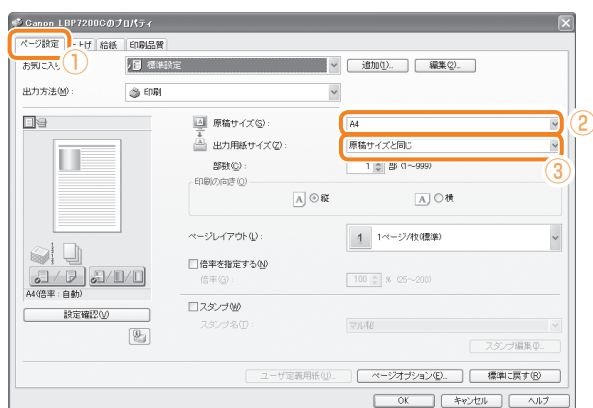 Canon LBP7200Cのプロパティ
ページ設定 上げ 給紙 印刷品質
①
お気に入り 標準設定 追加(1)... 編集(2)...
出力方法(M): 印刷
原稿サイズ(S): A4 ②
出力用紙サイズ(Z): 原稿サイズと同じ
部数(C): 1 部 (1～999) ③
印刷の向き(O)
A 縦 A 横
ページレイアウト(L): 1 1ページ/枚(標準)
倍率を指定する(N)
倍率(G): 100 % (25～200)
A4(倍率:自動)
設定確認(V)
スタンプ(W)
スタンプ名(T): マル秘
スタンプ編集(I)...
ユーザ定義用紙(U)... ページオプション(E)... 標準に戻す(R)
OK キャンセル ヘルプ